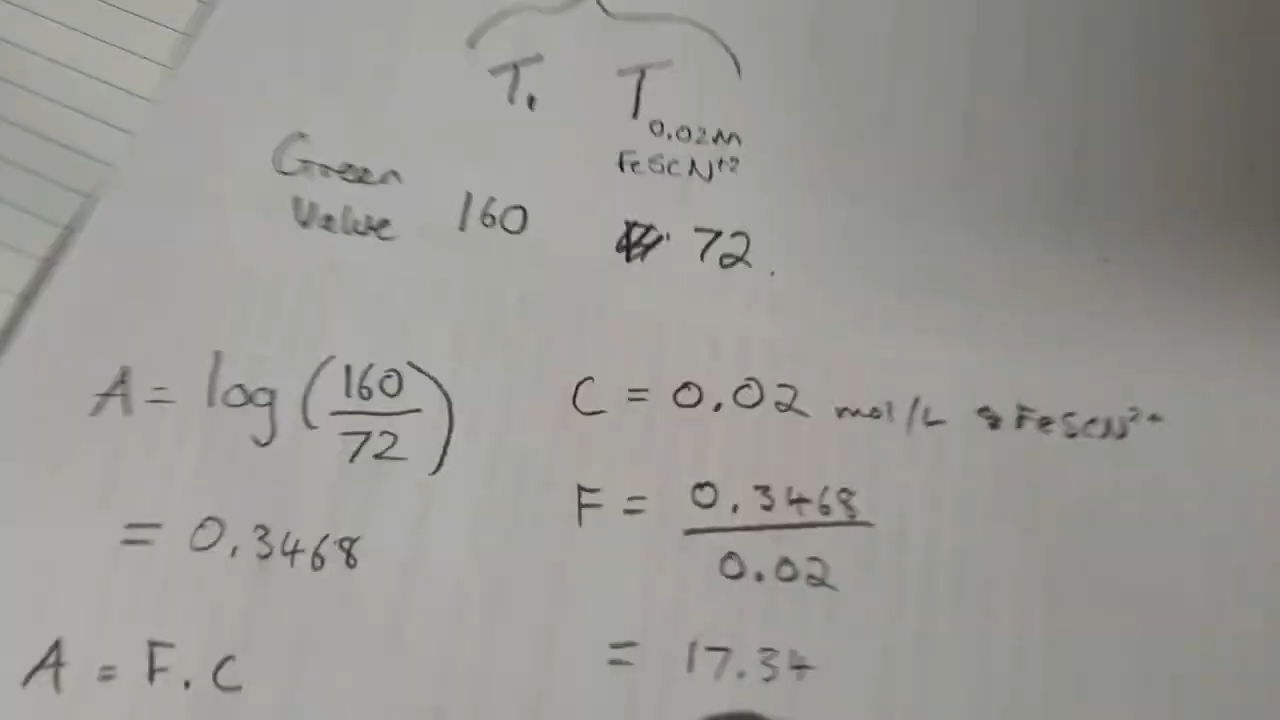 T₁ T
0.02M
FeSCN⁺²
Green
Value 160 72.
A = log (160/72) C = 0.02 mol/L FeSCN²⁺
= 0.3468 F = 0.3468/0.02
A = F.C = 17.34